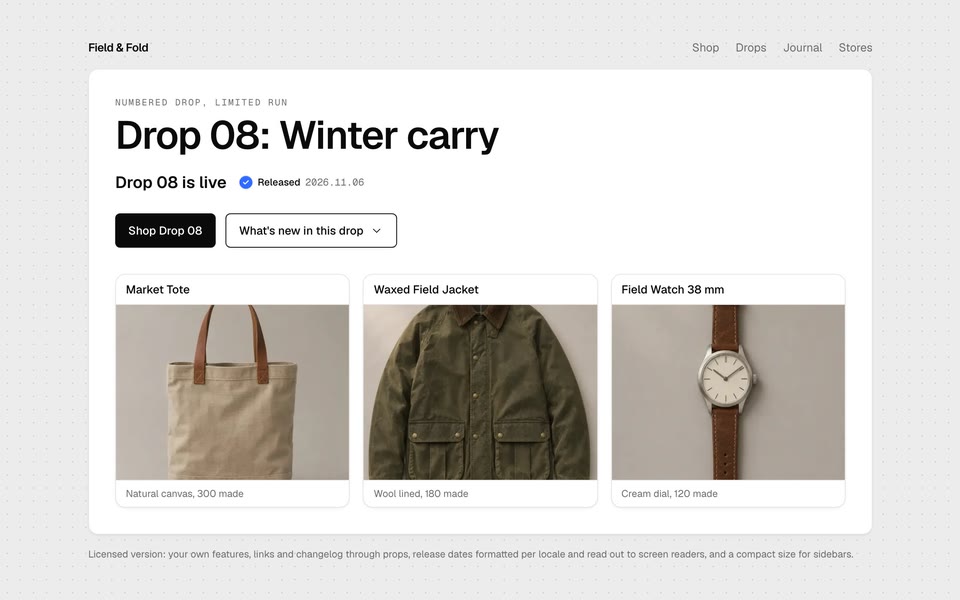 Field & Fold
Shop Drops Journal Stores
NUMBERED DROP, LIMITED RUN
Drop 08: Winter carry
Drop 08 is live
Released 2026.11.06
Shop Drop 08
What's new in this drop
Market Tote
Waxed Field Jacket
Field Watch 38 mm
Natural canvas, 300 made
Wool lined, 180 made
Cream dial, 120 made
Licensed version: your own features, links and changelog through props, release dates formatted per locale and read out to screen readers, and a compact size for sidebars.